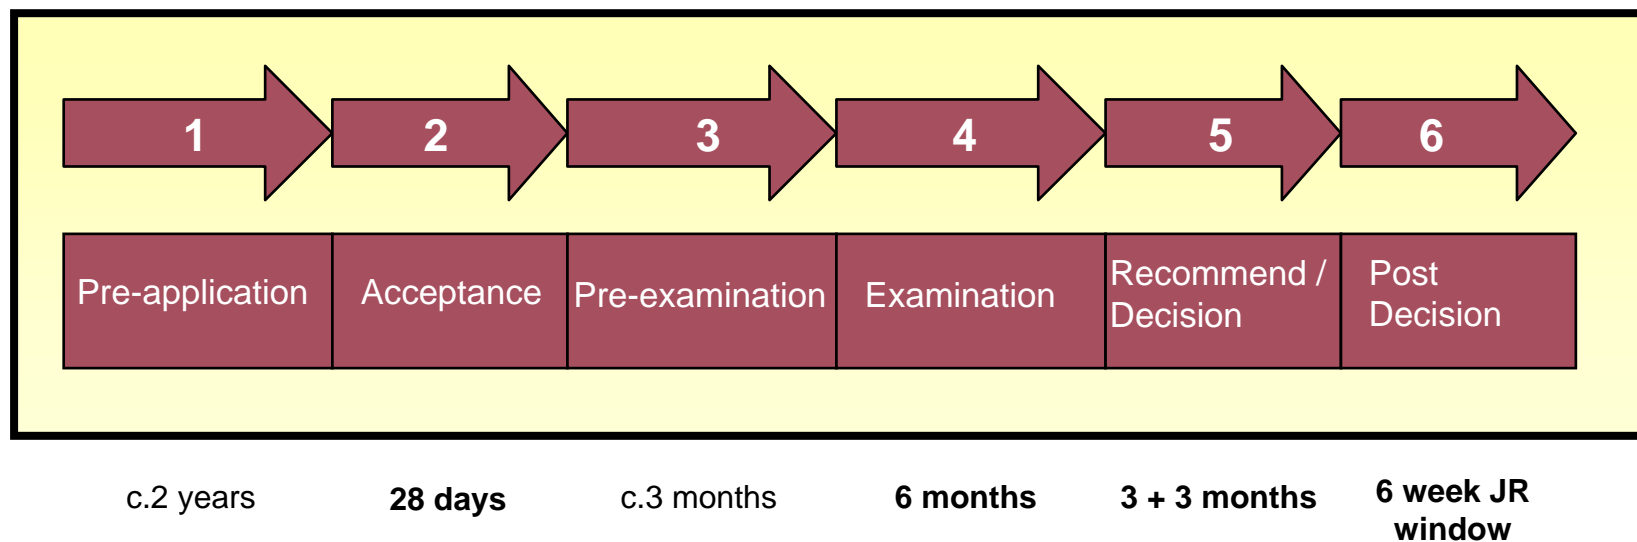 1 2 3 4 5 6
Pre-application
Acceptance
Pre-examination
Examination
Recommend /
Decision
Post
Decision
c.2 years
28 days
c.3 months
6 months
3 + 3 months
6 week JR
window